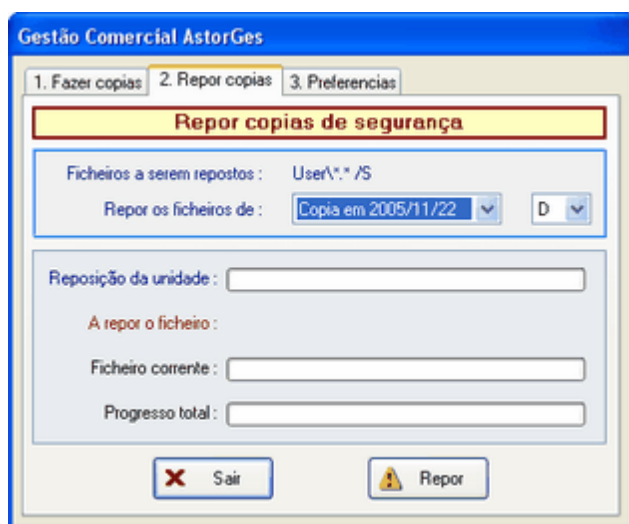 Gestão Comercial AstorGes
1. Fazer copias 2. Repor copias 3. Preferencias
Repor copias de segurança
Ficheiros a serem repostos : User\*.* /S
Repor os ficheiros de : Copia em 2005/11/22 D
Reposição da unidade :
A repor o ficheiro :
Ficheiro corrente :
Progresso total :
Sair Repor